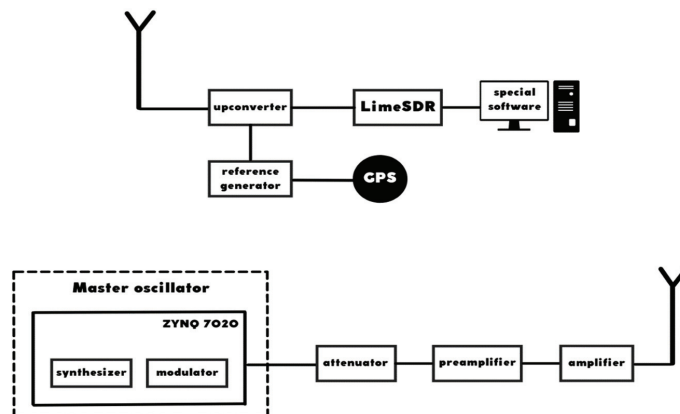 upconverter
LimeSDR
special
software
reference
generator
GPS
Master oscillator
ZYNQ 7020
synthesizer
modulator
attenuator
preamplifier
amplifier